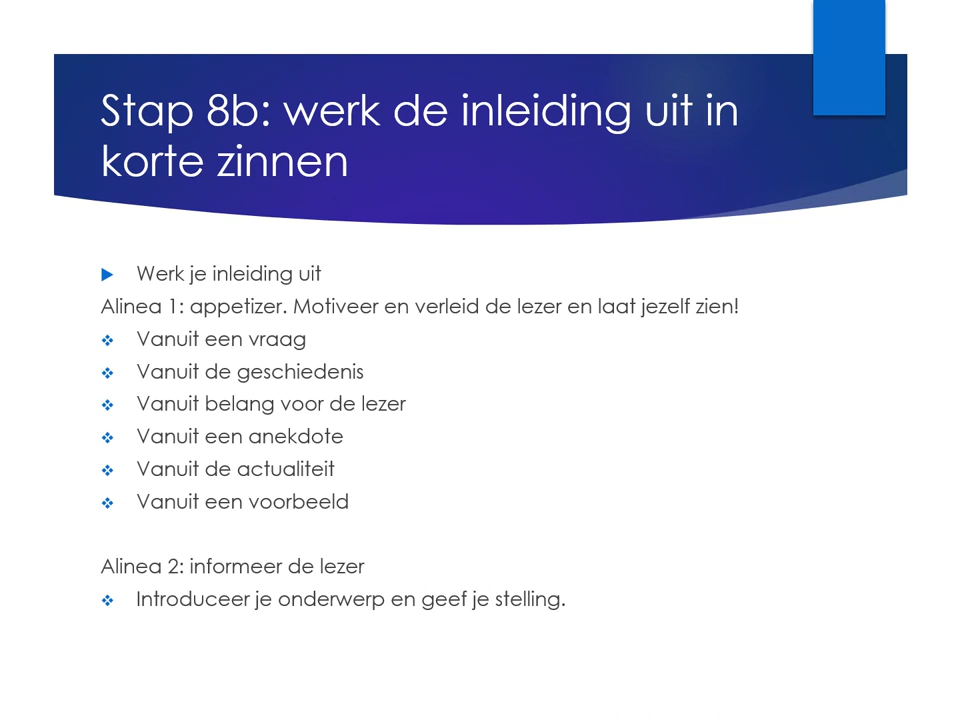 Stap 8b: werk de inleiding uit in
korte zinnen
Werk je inleiding uit
Alinea 1: appetizer. Motiveer en verleid de lezer en laat jezelf zien!
Vanuit een vraag
Vanuit de geschiedenis
Vanuit belang voor de lezer
Vanuit een anekdote
Vanuit de actualiteit
Vanuit een voorbeeld
Alinea 2: informeer de lezer
Introduceer je onderwerp en geef je stelling.